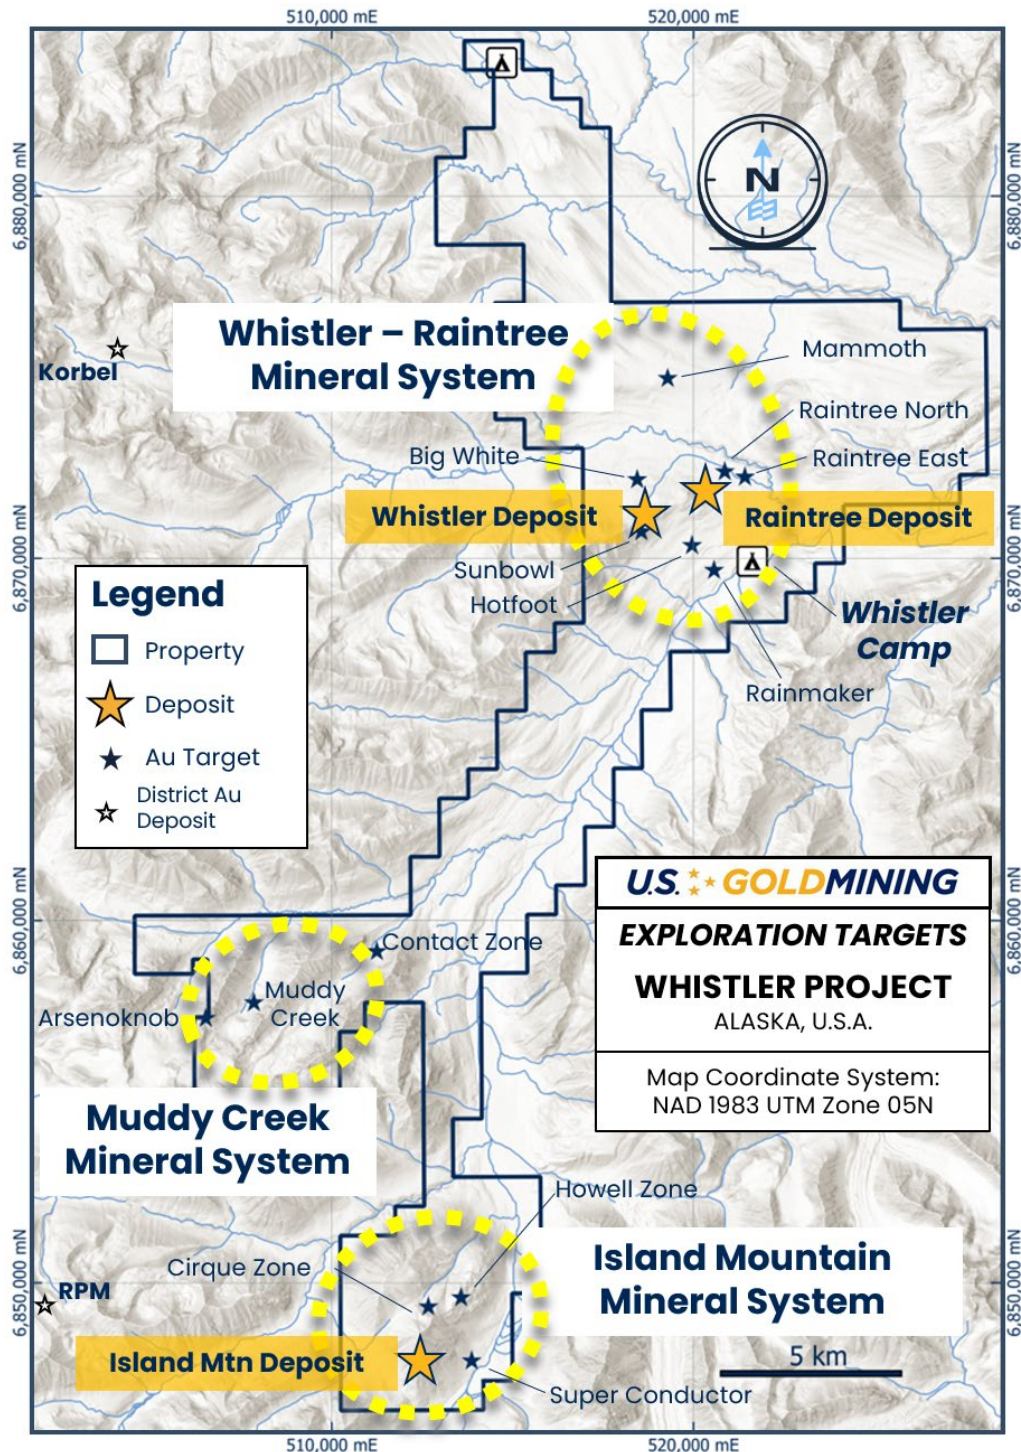 510,000 mE
520,000 mE
6,880,000 mN
6,880,000 mN
N
Whistler – Raintree
Mineral System
Korbel
Mammoth
Raintree North
Big White
Raintree East
Whistler Deposit
Raintree Deposit
6,870,000 mN
6,870,000 mN
Sunbowl
Hotfoot
Whistler
Camp
Rainmaker
Legend
Property
Deposit
Au Target
District Au
Deposit
U.S. GOLDMINING
EXPLORATION TARGETS
WHISTLER PROJECT
ALASKA, U.S.A.
Map Coordinate System:
NAD 1983 UTM Zone 05N
6,860,000 mN
6,860,000 mN
Contact Zone
Muddy
Creek
Arsenoknob
Muddy Creek
Mineral System
Howell Zone
Cirque Zone
Island Mountain
Mineral System
6,850,000 mN
6,850,000 mN
RPM
Island Mtn Deposit
5 km
Super Conductor
510,000 mE
520,000 mE